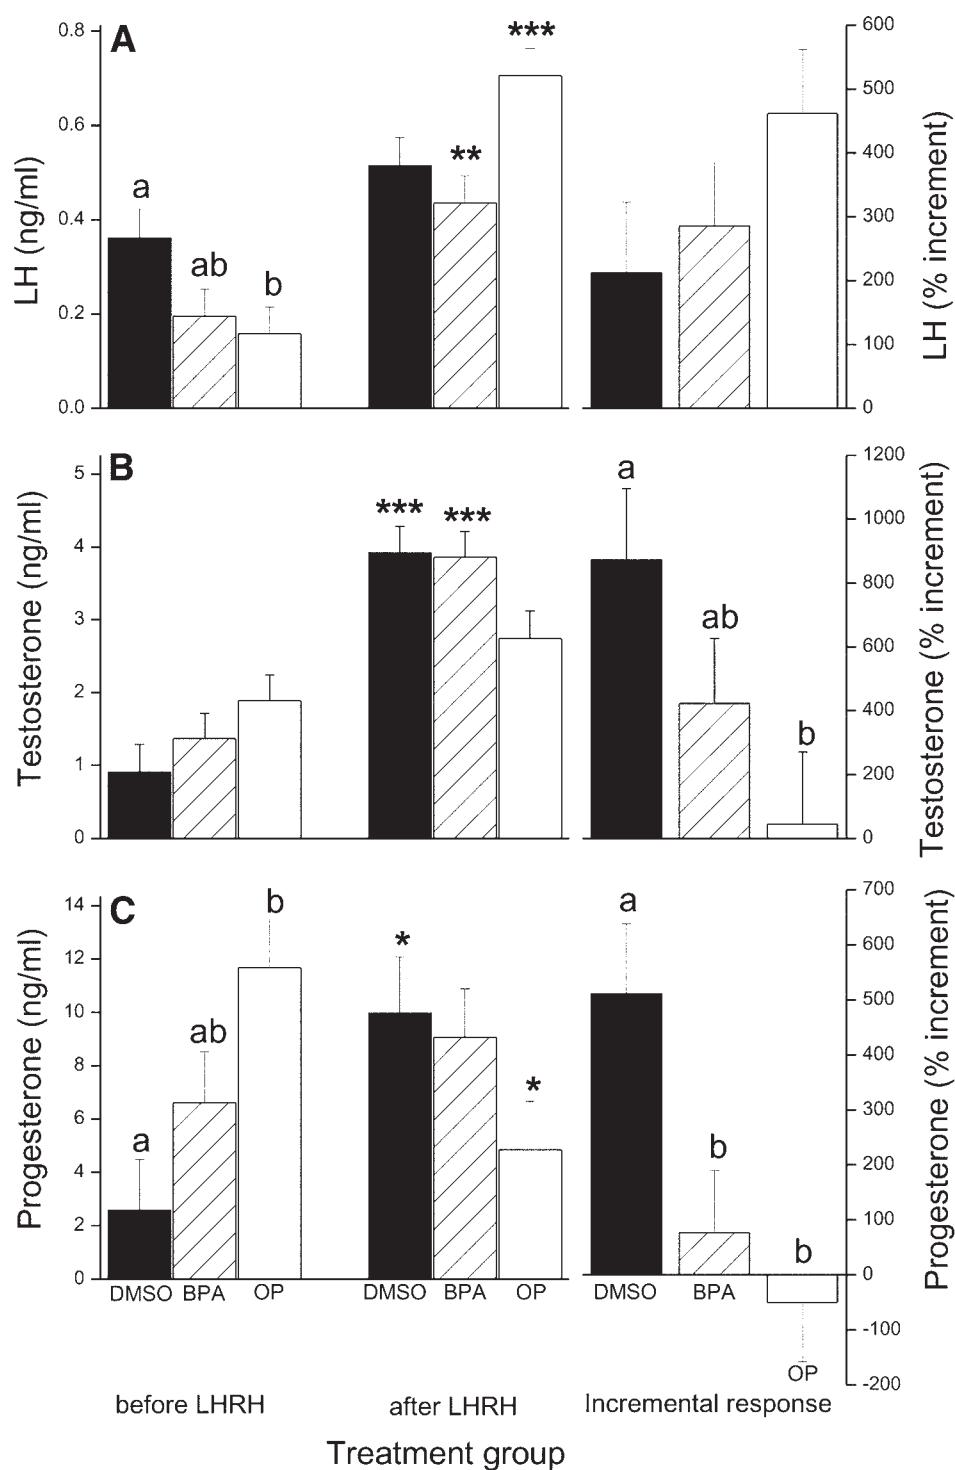 A
LH (ng/ml)
0.8
0.6
0.4
0.2
0.0
a
ab
b
**
***
600
500
400
300
200
100
0
LH (% increment)
B
Testosterone (ng/ml)
5
4
3
2
1
0
***
***
a
ab
b
1200
1000
800
600
400
200
0
Testosterone (% increment)
C
Progesterone (ng/ml)
14
12
10
8
6
4
2
0
a
ab
b
*
*
a
b
b
700
600
500
400
300
200
100
0
-100
-200
Progesterone (% increment)
DMSO BPA OP DMSO BPA OP DMSO BPA
OP
before LHRH after LHRH Incremental response
Treatment group